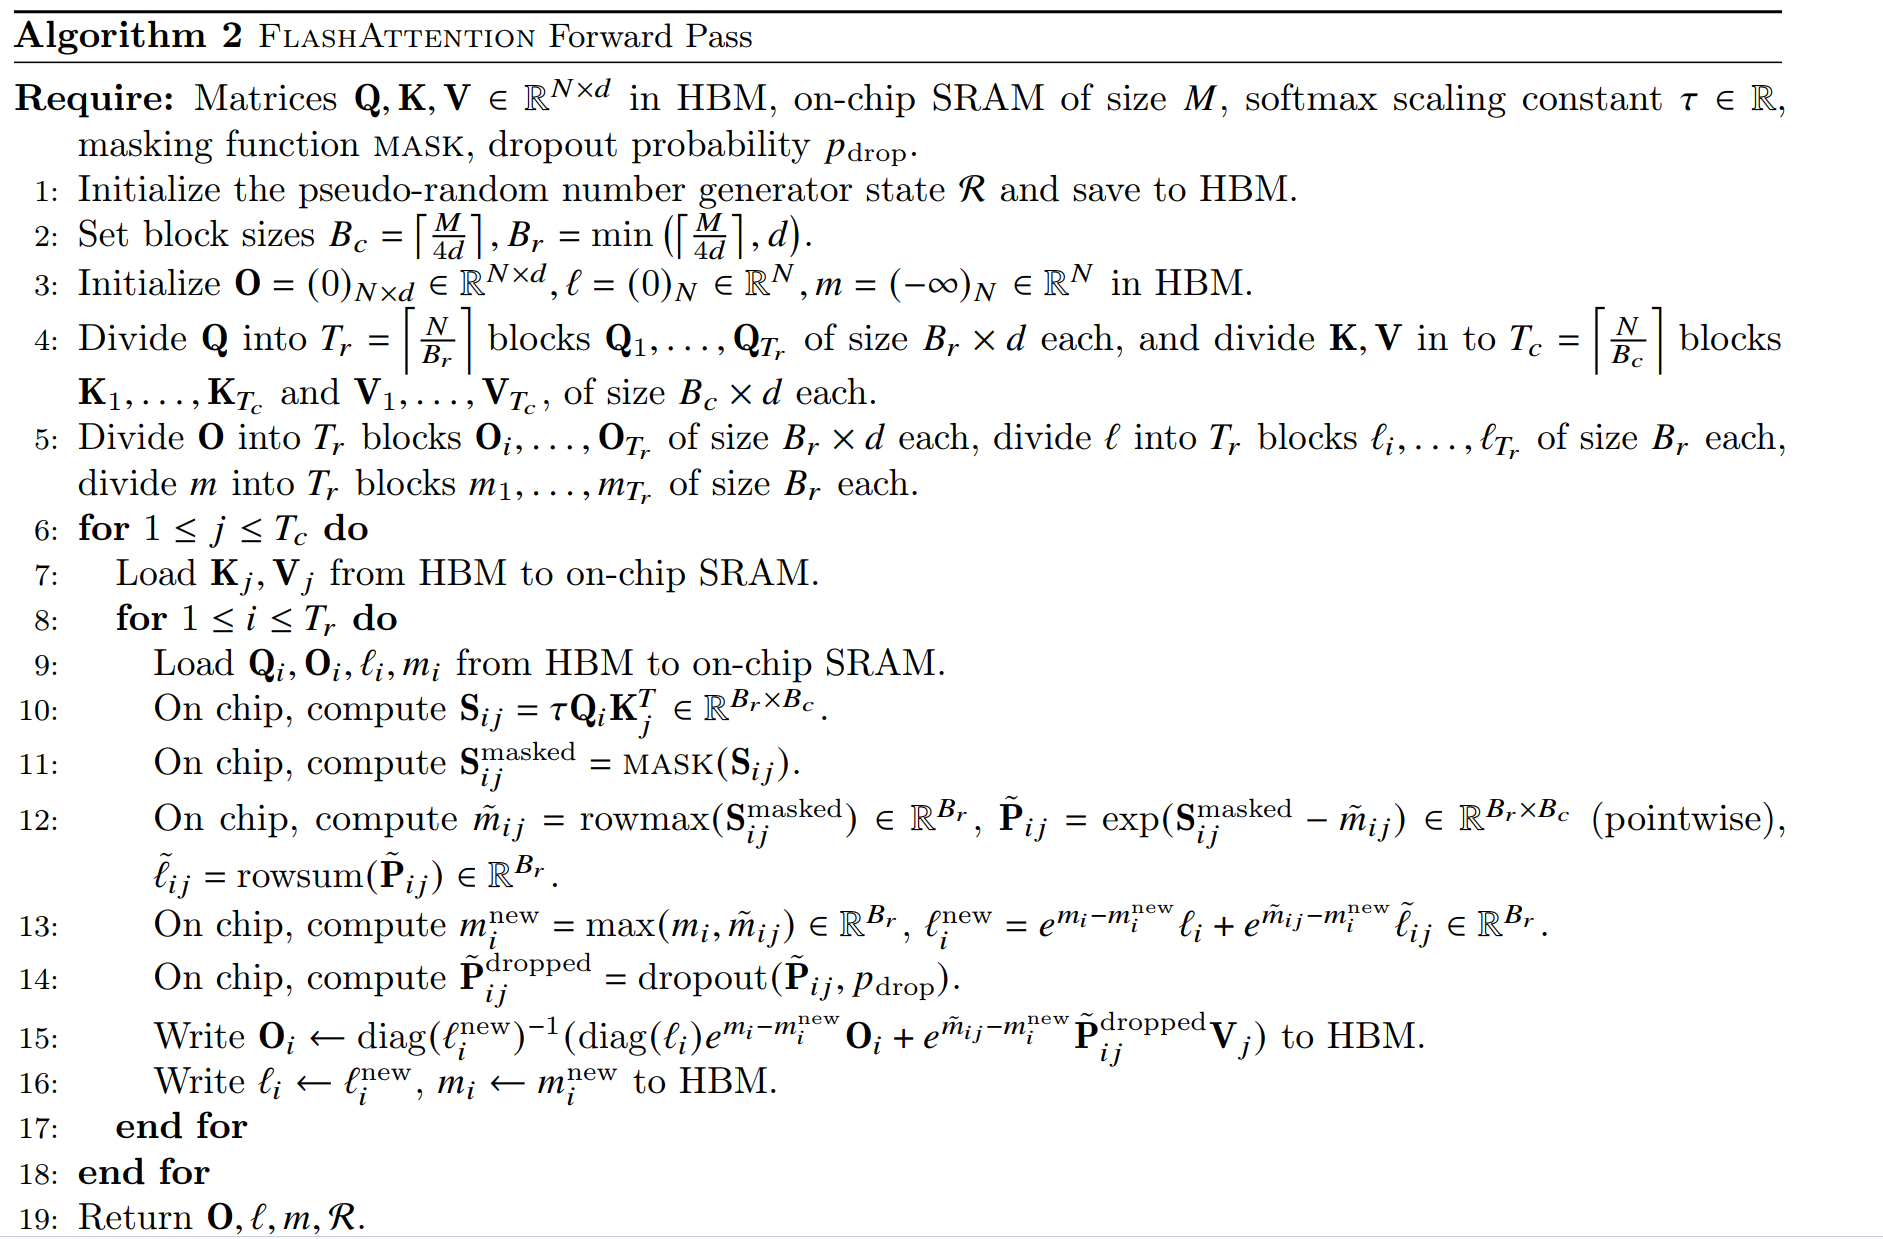 Algorithm 2 FLASHATTENTION Forward Pass
Require: Matrices Q, K, V ∈ ℝ^{N×d} in HBM, on-chip SRAM of size M, softmax scaling constant τ ∈ ℝ,
masking function MASK, dropout probability p_{drop}.
1: Initialize the pseudo-random number generator state ℛ and save to HBM.
2: Set block sizes B_c = ⌈M/4d⌉, B_r = min (⌈M/4d⌉, d).
3: Initialize O = (0)_{N×d} ∈ ℝ^{N×d}, ℓ = (0)_N ∈ ℝ^N, m = (−∞)_N ∈ ℝ^N in HBM.
4: Divide Q into T_r = ⌈N/B_r⌉ blocks Q_1, . . . , Q_{T_r} of size B_r × d each, and divide K, V in to T_c = ⌈N/B_c⌉ blocks
K_1, . . . , K_{T_c} and V_1, . . . , V_{T_c}, of size B_c × d each.
5: Divide O into T_r blocks O_i, . . . , O_{T_r} of size B_r × d each, divide ℓ into T_r blocks ℓ_i, . . . , ℓ_{T_r} of size B_r each,
divide m into T_r blocks m_1, . . . , m_{T_r} of size B_r each.
6: for 1 ≤ j ≤ T_c do
7: Load K_j, V_j from HBM to on-chip SRAM.
8: for 1 ≤ i ≤ T_r do
9: Load Q_i, O_i, ℓ_i, m_i from HBM to on-chip SRAM.
10: On chip, compute S_{ij} = τQ_iK_j^T ∈ ℝ^{B_r×B_c}.
11: On chip, compute S_{ij}^{masked} = MASK(S_{ij}).
12: On chip, compute m̃_{ij} = rowmax(S_{ij}^{masked}) ∈ ℝ^{B_r}, P̃_{ij} = exp(S_{ij}^{masked} − m̃_{ij}) ∈ ℝ^{B_r×B_c} (pointwise),
ℓ̃_{ij} = rowsum(P̃_{ij}) ∈ ℝ^{B_r}.
13: On chip, compute m_i^{new} = max(m_i, m̃_{ij}) ∈ ℝ^{B_r}, ℓ_i^{new} = e^{m_i−m_i^{new}} ℓ_i + e^{m̃_{ij}−m_i^{new}} ℓ̃_{ij} ∈ ℝ^{B_r}.
14: On chip, compute P̃_{ij}^{dropped} = dropout(P̃_{ij}, p_{drop}).
15: Write O_i ← diag(ℓ_i^{new})^{−1}(diag(ℓ_i)e^{m_i−m_i^{new}} O_i + e^{m̃_{ij}−m_i^{new}} P̃_{ij}^{dropped} V_j) to HBM.
16: Write ℓ_i ← ℓ_i^{new}, m_i ← m_i^{new} to HBM.
17: end for
18: end for
19: Return O, ℓ, m, ℛ.